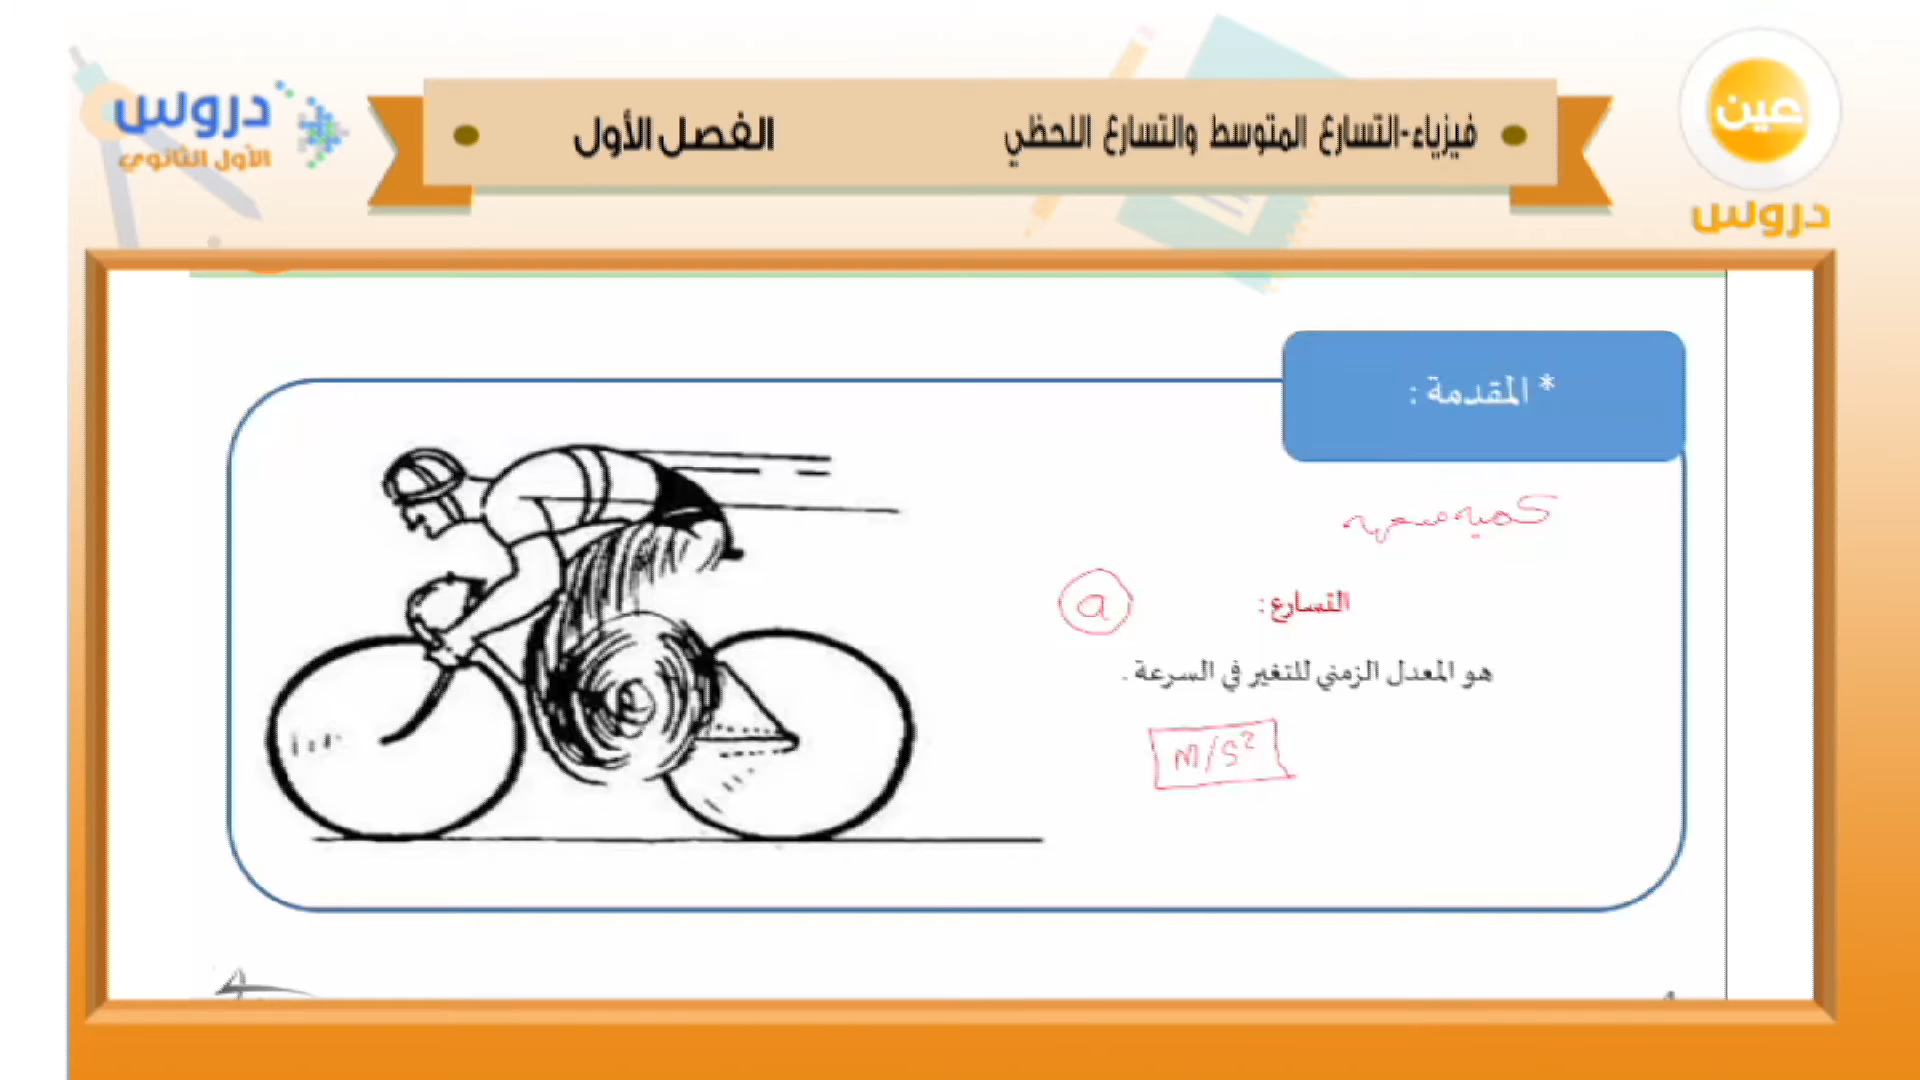 عين
دروس
فيزياء-التسارع المتوسط والتسارع اللحظي
الفصل الأول
دروس
الأول الثانوي
* المقدمة :
كمية متجهه
التسارع :
a
هو المعدل الزمني للتغير في السرعة .
m/s²